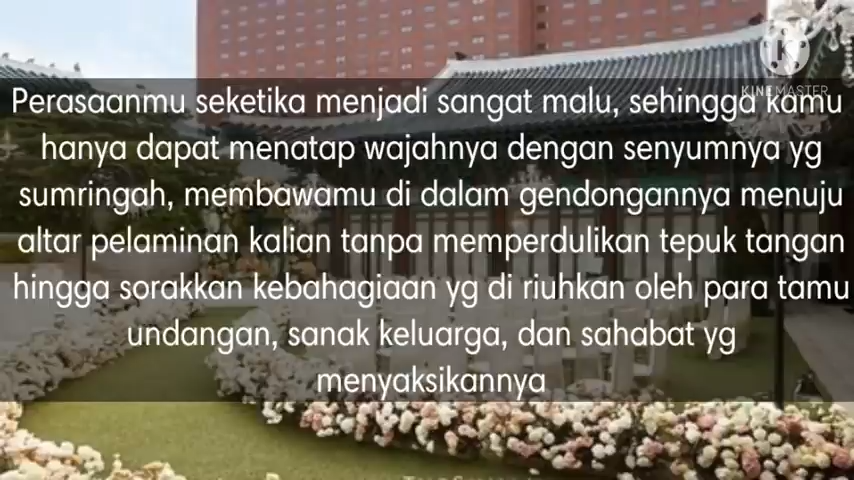 KINEMASTER
Perasaanmu seketika menjadi sangat malu, sehingga kamu
hanya dapat menatap wajahnya dengan senyumnya yg
sumringah, membawamu di dalam gendongannya menuju
altar pelaminan kalian tanpa memperdulikan tepuk tangan
hingga sorakkan kebahagiaan yg di riuhkan oleh para tamu
undangan, sanak keluarga, dan sahabat yg
menyaksikannya